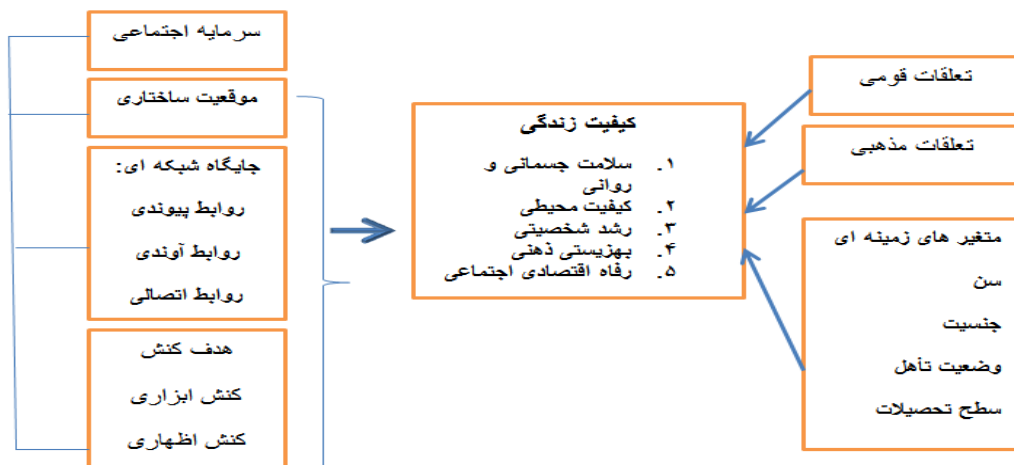 سرمایه اجتماعی
موقعیت ساختاری
جایگاه شبکه ای:
روابط پیوندی
روابط آوندی
روابط اتصالی
هدف کنش
کنش ابزاری
کنش اظهاری
کیفیت زندگی
۱. سلامت جسمانی و
روانی
۲. کیفیت محیطی
۳. رشد شخصیتی
۴. بهزیستی ذهنی
۵. رفاه اقتصادی اجتماعی
تعلقات قومی
تعلقات مذهبی
متغیر های زمینه ای
سن
جنسیت
وضعیت تأهل
سطح تحصیلات